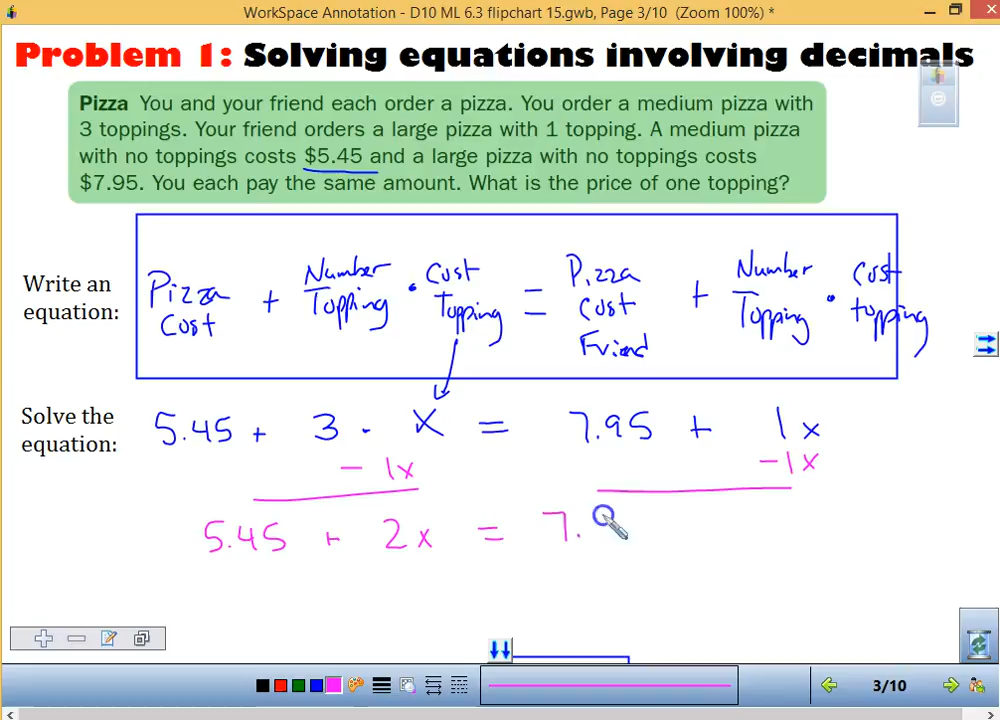 WorkSpace Annotation - D10 ML 6.3 flipchart 15.gwb, Page 3/10 (Zoom 100%) *
Problem 1: Solving equations involving decimals
Pizza You and your friend each order a pizza. You order a medium pizza with
3 toppings. Your friend orders a large pizza with 1 topping. A medium pizza
with no toppings costs $5.45 and a large pizza with no toppings costs
$7.95. You each pay the same amount. What is the price of one topping?
Write an
equation:
Pizza Cost + Number Topping · Cost Topping = Pizza Cost Friend + Number Topping · Cost topping
Solve the
equation:
5.45 + 3 · x = 7.95 + 1x
- 1x - 1x
5.45 + 2x = 7.9
3/10